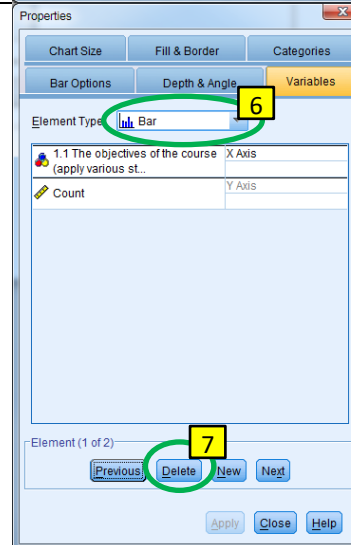 Properties
Chart Size Fill & Border Categories
Bar Options Depth & Angle Variables
6
Element Type: Bar
1.1 The objectives of the course X Axis
(apply various st...
Count Y Axis
Element (1 of 2)
7
Previous Delete New Next
Apply Close Help